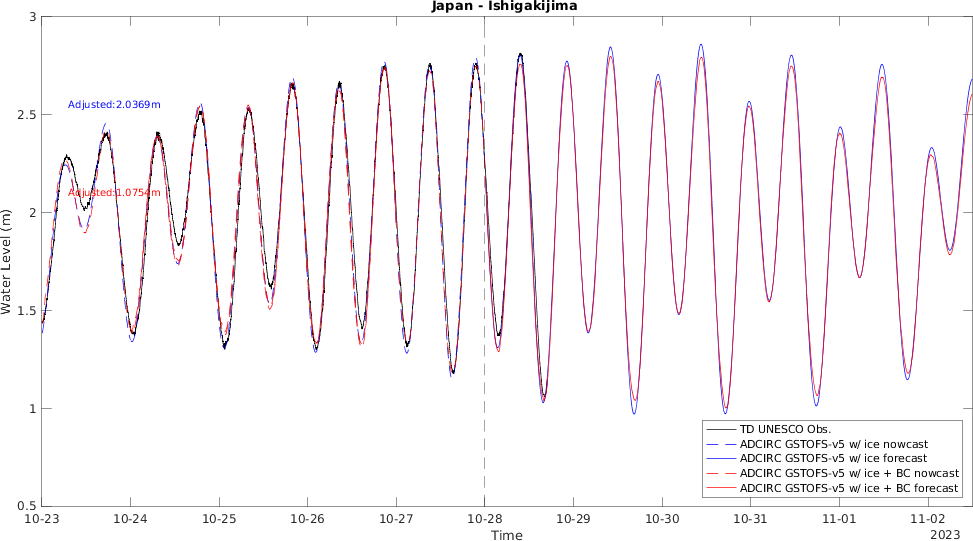 Japan - Ishigakijima
3
2.5
2
1.5
1
0.5
Water Level (m)
Adjusted:2.0369m
Adjusted:1.0754m
TD UNESCO Obs.
ADCIRC GSTOFS-v5 w/ ice nowcast
ADCIRC GSTOFS-v5 w/ ice forecast
ADCIRC GSTOFS-v5 w/ ice + BC nowcast
ADCIRC GSTOFS-v5 w/ ice + BC forecast
10-23 10-24 10-25 10-26 10-27 10-28 10-29 10-30 10-31 11-01 11-02
Time
2023